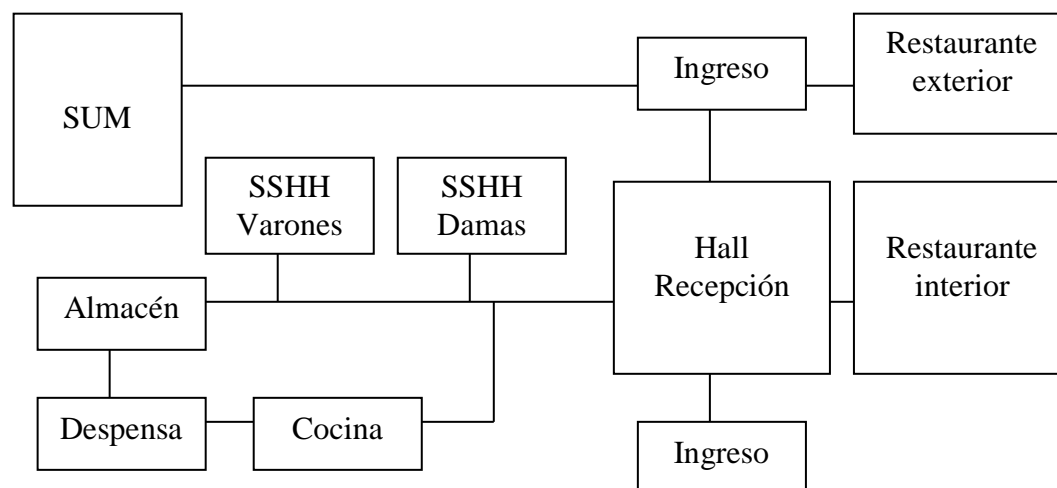 SUM
Ingreso
Restaurante
exterior
SSHH
Varones
SSHH
Damas
Hall
Recepción
Restaurante
interior
Almacén
Despensa
Cocina
Ingreso